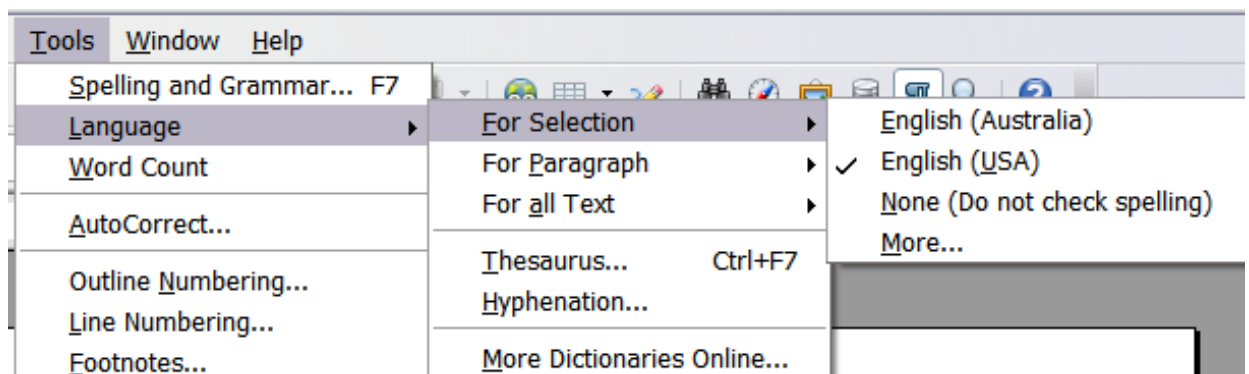 Tools Window Help
Spelling and Grammar... F7
Language
Word Count
AutoCorrect...
Outline Numbering...
Line Numbering...
Footnotes...
For Selection
For Paragraph
For all Text
Thesaurus... Ctrl+F7
Hyphenation...
More Dictionaries Online...
English (Australia)
English (USA)
None (Do not check spelling)
More...